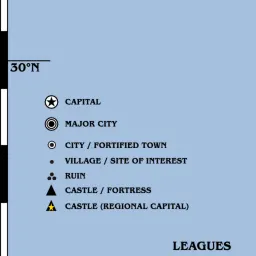 30°N
CAPITAL
MAJOR CITY
CITY / FORTIFIED TOWN
VILLAGE / SITE OF INTEREST
RUIN
CASTLE / FORTRESS
CASTLE (REGIONAL CAPITAL)
LEAGUES